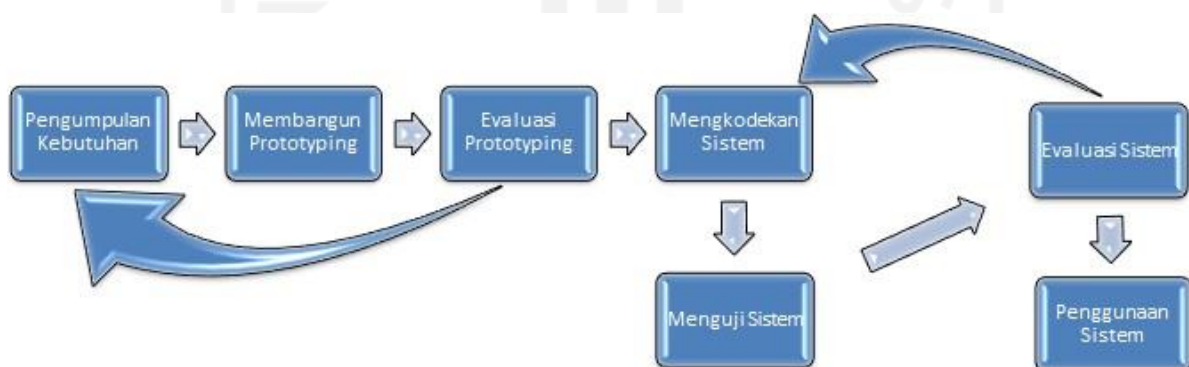 Pengumpulan
Kebutuhan
Membangun
Prototyping
Evaluasi
Prototyping
Mengkodekan
Sistem
Evaluasi Sistem
Menguji Sistem
Penggunaan
Sistem